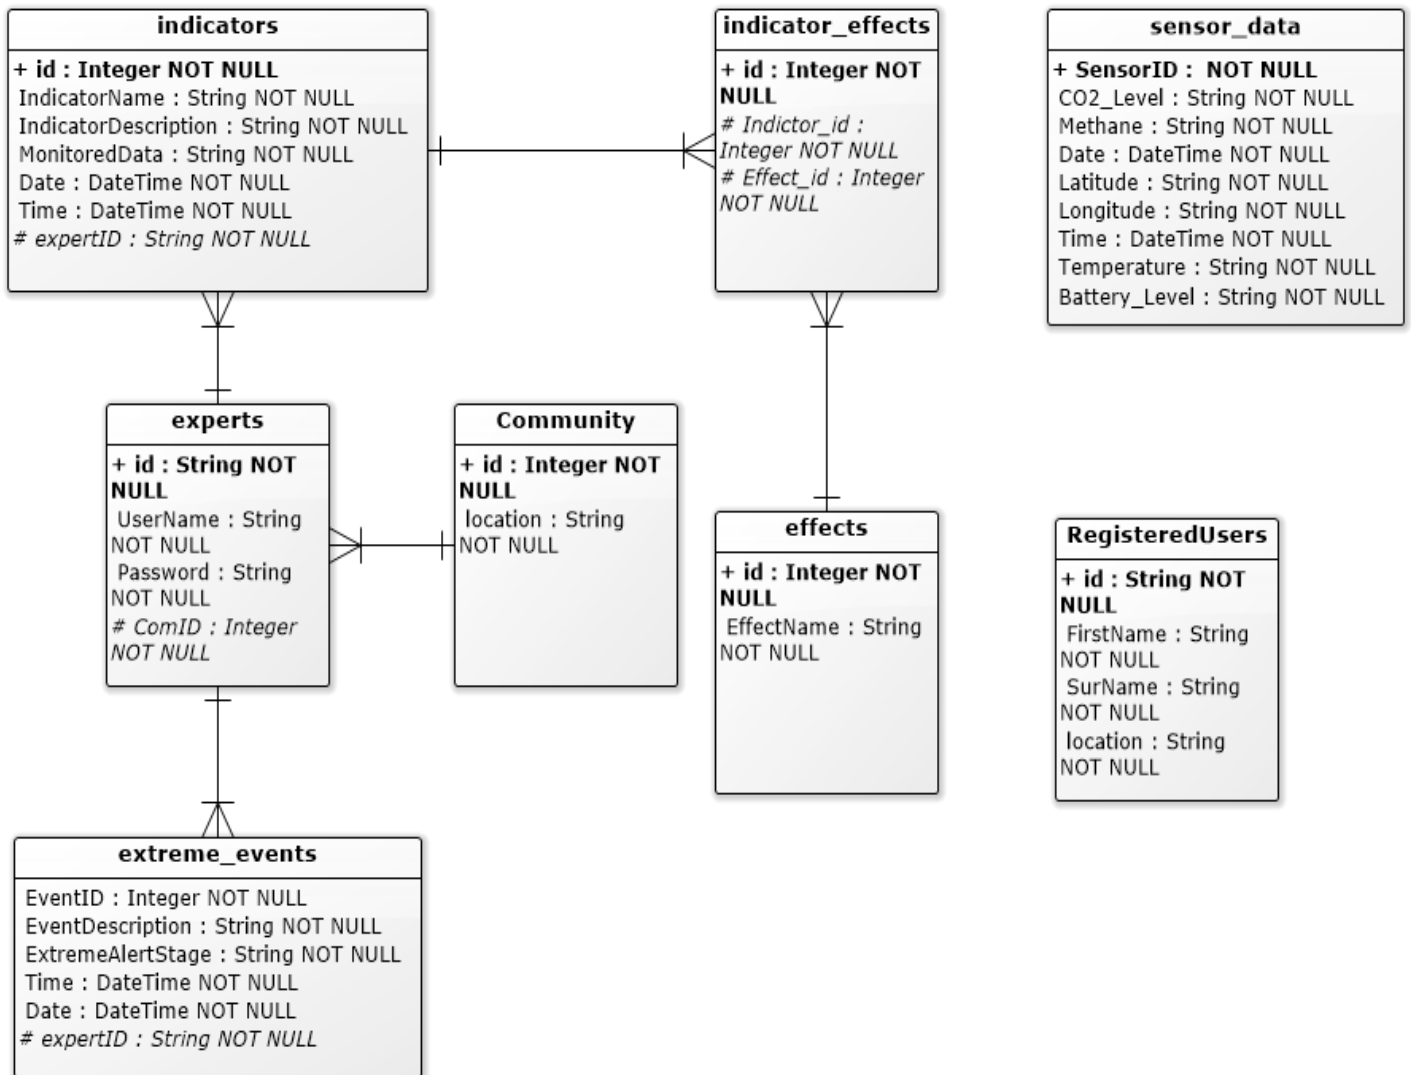 indicators
+ id : Integer NOT NULL
IndicatorName : String NOT NULL
IndicatorDescription : String NOT NULL
MonitoredData : String NOT NULL
Date : DateTime NOT NULL
Time : DateTime NOT NULL
# expertID : String NOT NULL
indicator_effects
+ id : Integer NOT
NULL
# Indictor_id :
Integer NOT NULL
# Effect_id : Integer
NOT NULL
sensor_data
+ SensorID : NOT NULL
CO2_Level : String NOT NULL
Methane : String NOT NULL
Date : DateTime NOT NULL
Latitude : String NOT NULL
Longitude : String NOT NULL
Time : DateTime NOT NULL
Temperature : String NOT NULL
Battery_Level : String NOT NULL
experts
+ id : String NOT
NULL
UserName : String
NOT NULL
Password : String
NOT NULL
# ComID : Integer
NOT NULL
Community
+ id : Integer NOT
NULL
location : String
NOT NULL
effects
+ id : Integer NOT
NULL
EffectName : String
NOT NULL
RegisteredUsers
+ id : String NOT
NULL
FirstName : String
NOT NULL
SurName : String
NOT NULL
location : String
NOT NULL
extreme_events
EventID : Integer NOT NULL
EventDescription : String NOT NULL
ExtremeAlertStage : String NOT NULL
Time : DateTime NOT NULL
Date : DateTime NOT NULL
# expertID : String NOT NULL